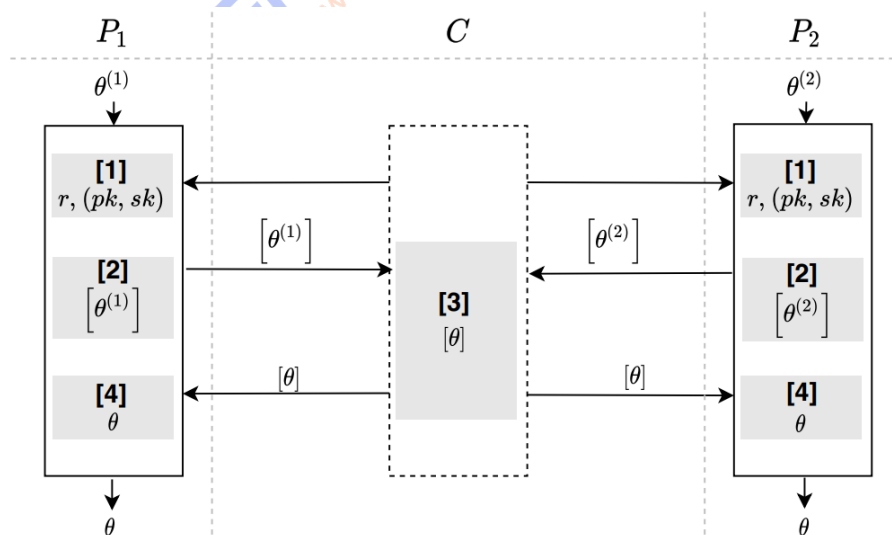 P₁ C P₂
θ⁽¹⁾ θ⁽²⁾
[1] [1]
r, (pk, sk) r, (pk, sk)
[θ⁽¹⁾] [θ⁽²⁾]
[2] [3] [2]
[θ⁽¹⁾] [θ] [θ⁽²⁾]
[θ] [θ]
[4] [4]
θ θ
θ θ